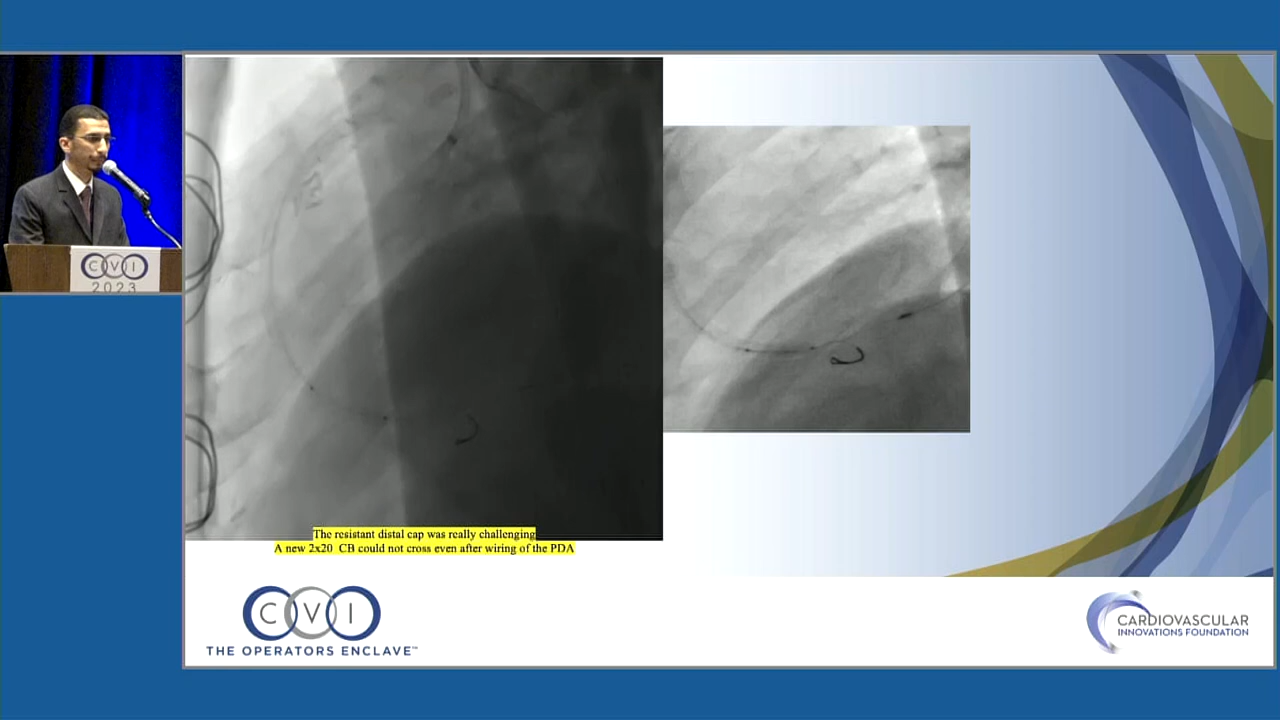 CVI
2023
The resistant distal cap was really challenging
A new 2x20 CB could not cross even after wiring of the PDA
CVI
THE OPERATORS ENCLAVE™
CARDIOVASCULAR
INNOVATIONS FOUNDATION